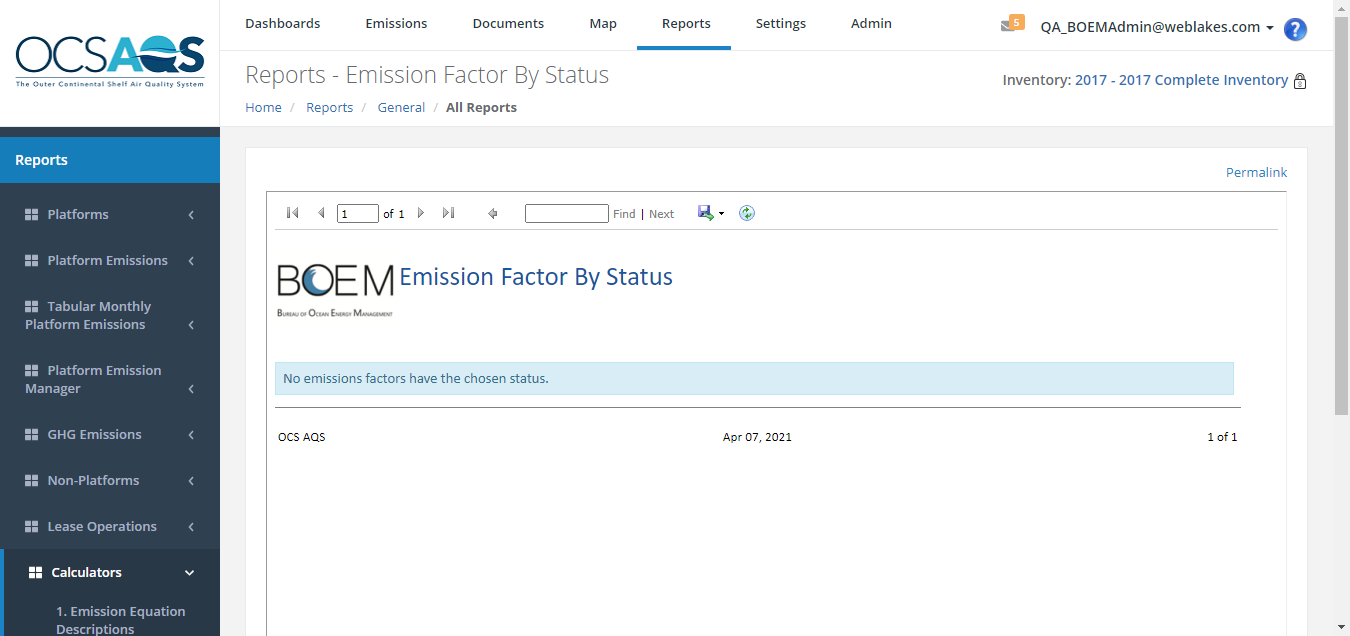 OCSAQS
The Outer Continental Shelf Air Quality System
Dashboards Emissions Documents Map Reports Settings Admin
5 QA_BOEMAdmin@weblakes.com ?
Reports - Emission Factor By Status
Inventory: 2017 - 2017 Complete Inventory
Home / Reports / General / All Reports
Reports
Platforms
Platform Emissions
Tabular Monthly
Platform Emissions
Platform Emission
Manager
GHG Emissions
Non-Platforms
Lease Operations
Calculators
1. Emission Equation
Descriptions
Permalink
1 of 1 Find | Next
BOEM Emission Factor By Status
Bureau of Ocean Energy Management
No emissions factors have the chosen status.
OCS AQS Apr 07, 2021 1 of 1